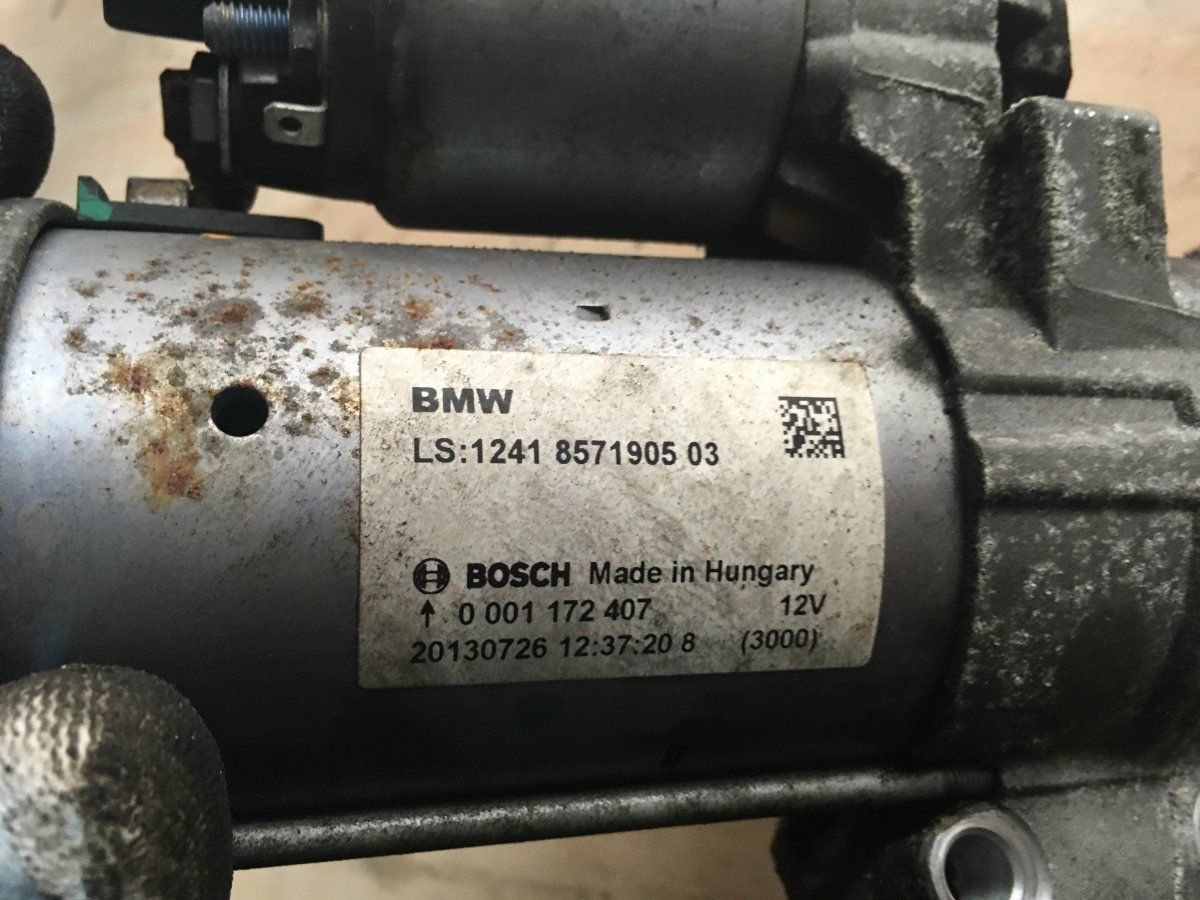 BMW
LS:1241 8571905 03
BOSCH Made in Hungary
↑ 0 001 172 407 12V
20130726 12:37:20 8 (3000)